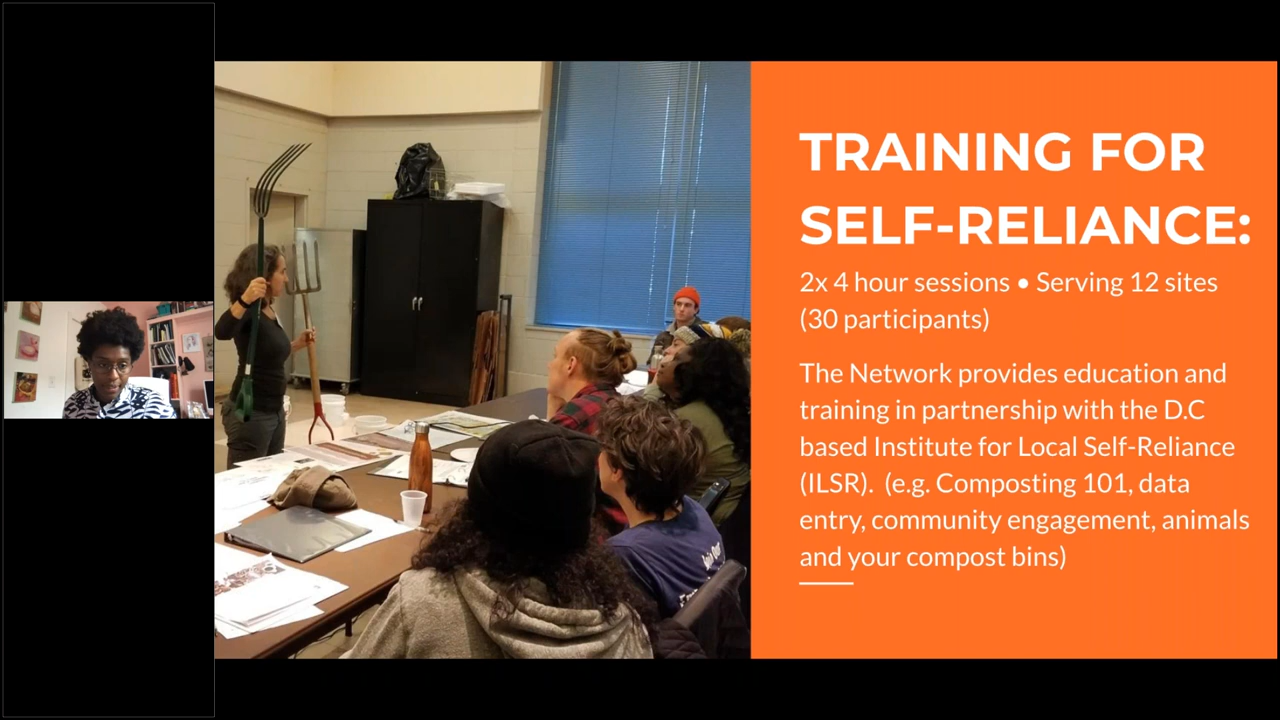 TRAINING FOR
SELF-RELIANCE:
2x 4 hour sessions • Serving 12 sites
(30 participants)
The Network provides education and
training in partnership with the D.C
based Institute for Local Self-Reliance
(ILSR). (e.g. Composting 101, data
entry, community engagement, animals
and your compost bins)